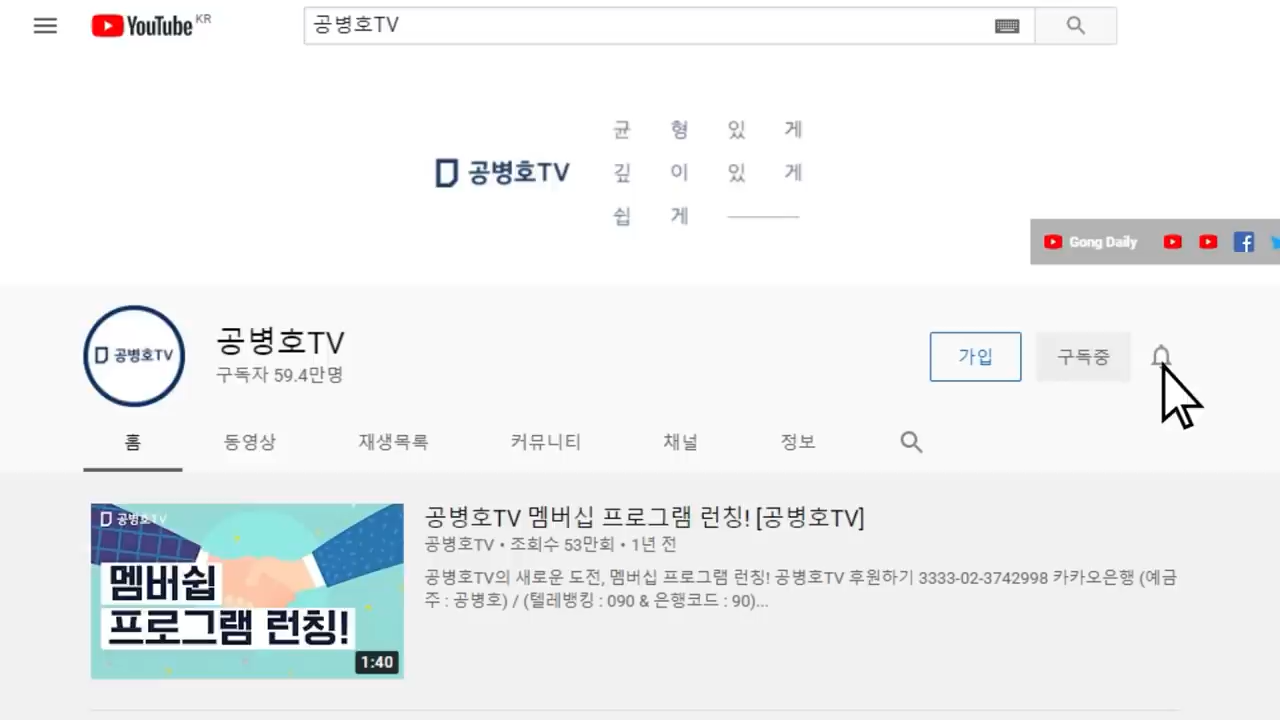 YouTube KR
공병호TV
균 형 있 게
공병호TV
깊 이 있 게
쉽 게
Gong Daily
공병호TV
공병호TV
구독자 59.4만명
가입
구독중
홈
동영상
재생목록
커뮤니티
채널
정보
공병호TV
멤버쉽
프로그램 런칭!
1:40
공병호TV 멤버십 프로그램 런칭! [공병호TV]
공병호TV • 조회수 53만회 • 1년 전
공병호TV의 새로운 도전, 멤버십 프로그램 런칭! 공병호TV 후원하기 3333-02-3742998 카카오은행 (예금
주 : 공병호) / (텔레뱅킹 : 090 & 은행코드 : 90)...